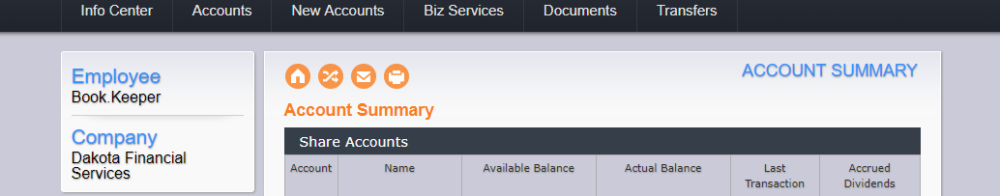 Info Center Accounts New Accounts Biz Services Documents Transfers
Employee
Book.Keeper
Company
Dakota Financial
Services
ACCOUNT SUMMARY
Account Summary
Share Accounts
Account Name Available Balance Actual Balance Last Transaction Accrued Dividends